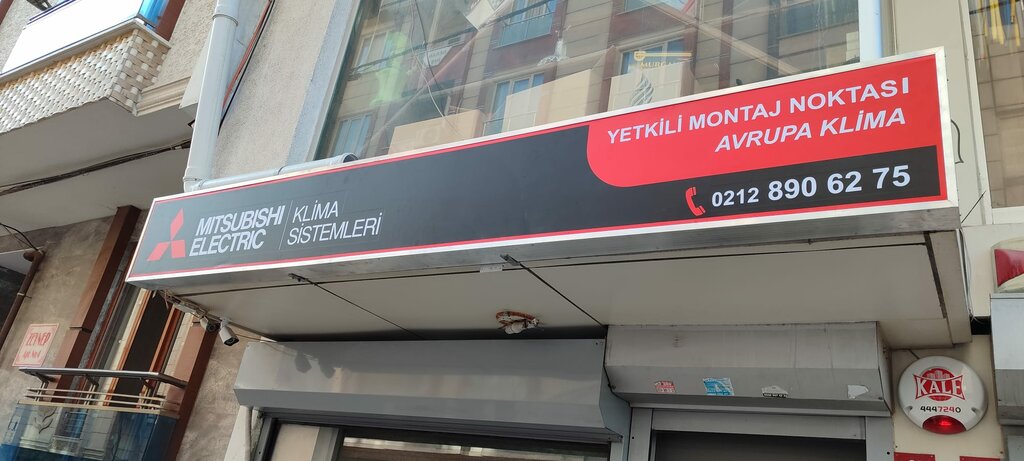 MITSUBISHI
ELECTRIC
KLİMA
SİSTEMLERİ
YETKİLİ MONTAJ NOKTASI
AVRUPA KLİMA
0212 890 62 75
ZEYNEP
KALE
4447240